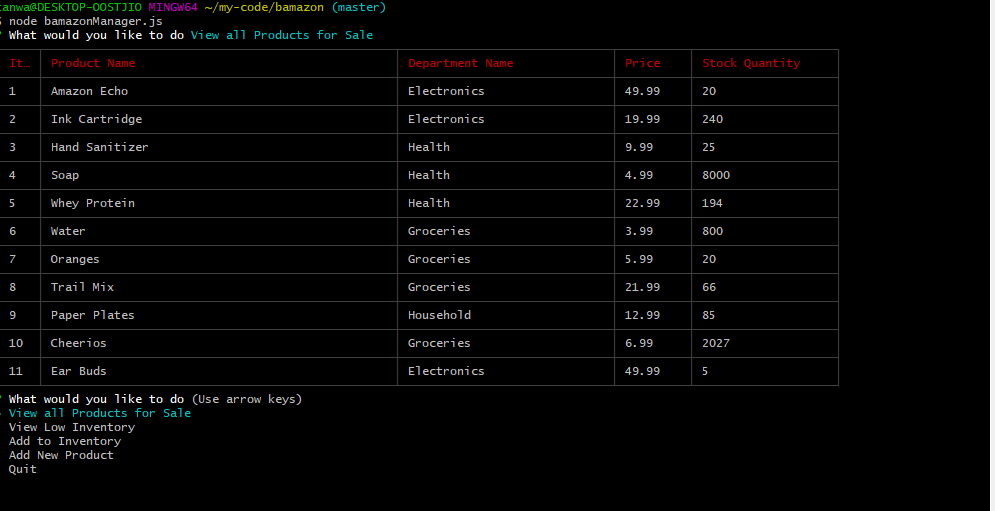 tanwa@DESKTOP-OOSTJIO MINGW64 ~/my-code/bamazon (master)
$ node bamazonManager.js
? What would you like to do View all Products for Sale
It… Product Name Department Name Price Stock Quantity
1 Amazon Echo Electronics 49.99 20
2 Ink Cartridge Electronics 19.99 240
3 Hand Sanitizer Health 9.99 25
4 Soap Health 4.99 8000
5 Whey Protein Health 22.99 194
6 Water Groceries 3.99 800
7 Oranges Groceries 5.99 20
8 Trail Mix Groceries 21.99 66
9 Paper Plates Household 12.99 85
10 Cheerios Groceries 6.99 2027
11 Ear Buds Electronics 49.99 5
? What would you like to do (Use arrow keys)
> View all Products for Sale
View Low Inventory
Add to Inventory
Add New Product
Quit